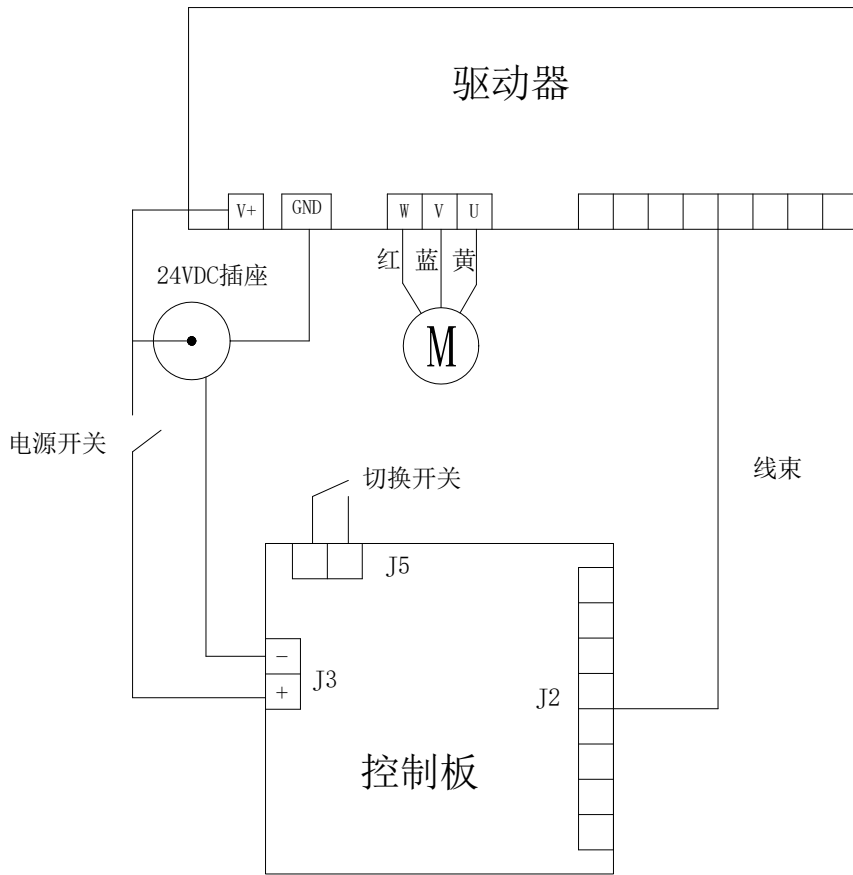 驱动器
V+
GND
W
V
U
红
蓝
黄
24VDC插座
M
电源开关
切换开关
线束
J5
-
+
J3
J2
控制板